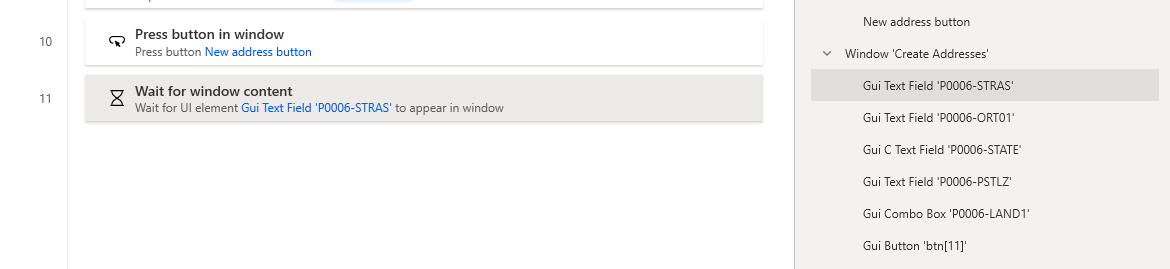 10
Press button in window
Press button New address button
11
Wait for window content
Wait for UI element Gui Text Field 'P0006-STRAS' to appear in window
New address button
Window 'Create Addresses'
Gui Text Field 'P0006-STRAS'
Gui Text Field 'P0006-ORT01'
Gui C Text Field 'P0006-STATE'
Gui Text Field 'P0006-PSTLZ'
Gui Combo Box 'P0006-LAND1'
Gui Button 'btn[11]'